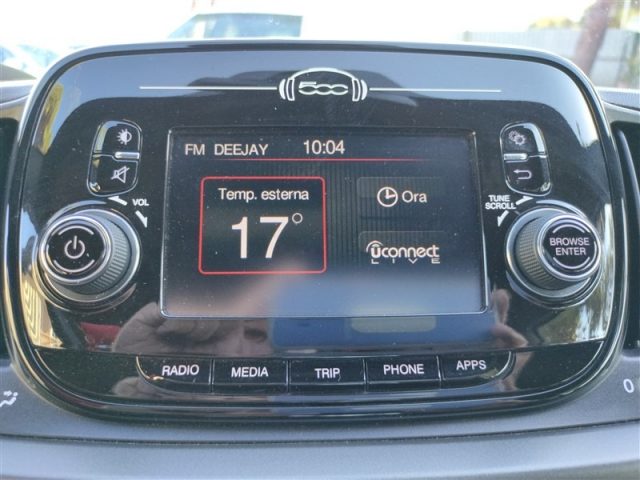 500
FM DEEJAY 10:04
VOL
TUNE
SCROLL
Temp. esterna
17°
Ora
uconnect
LIVE
BROWSE
ENTER
RADIO
MEDIA
TRIP
PHONE
APPS
0